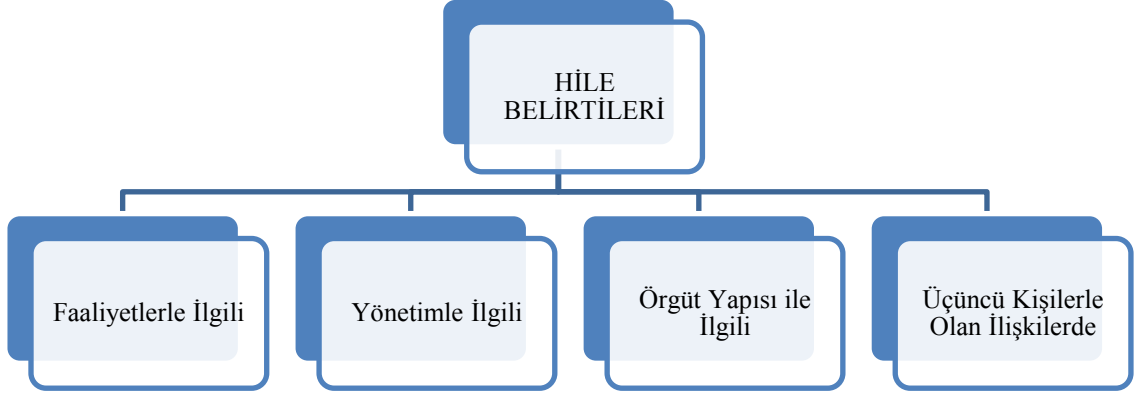 HİLE
BELİRTİLERİ
Faaliyetlerle İlgili
Yönetimle İlgili
Örgüt Yapısı ile
İlgili
Üçüncü Kişilerle
Olan İlişkilerde